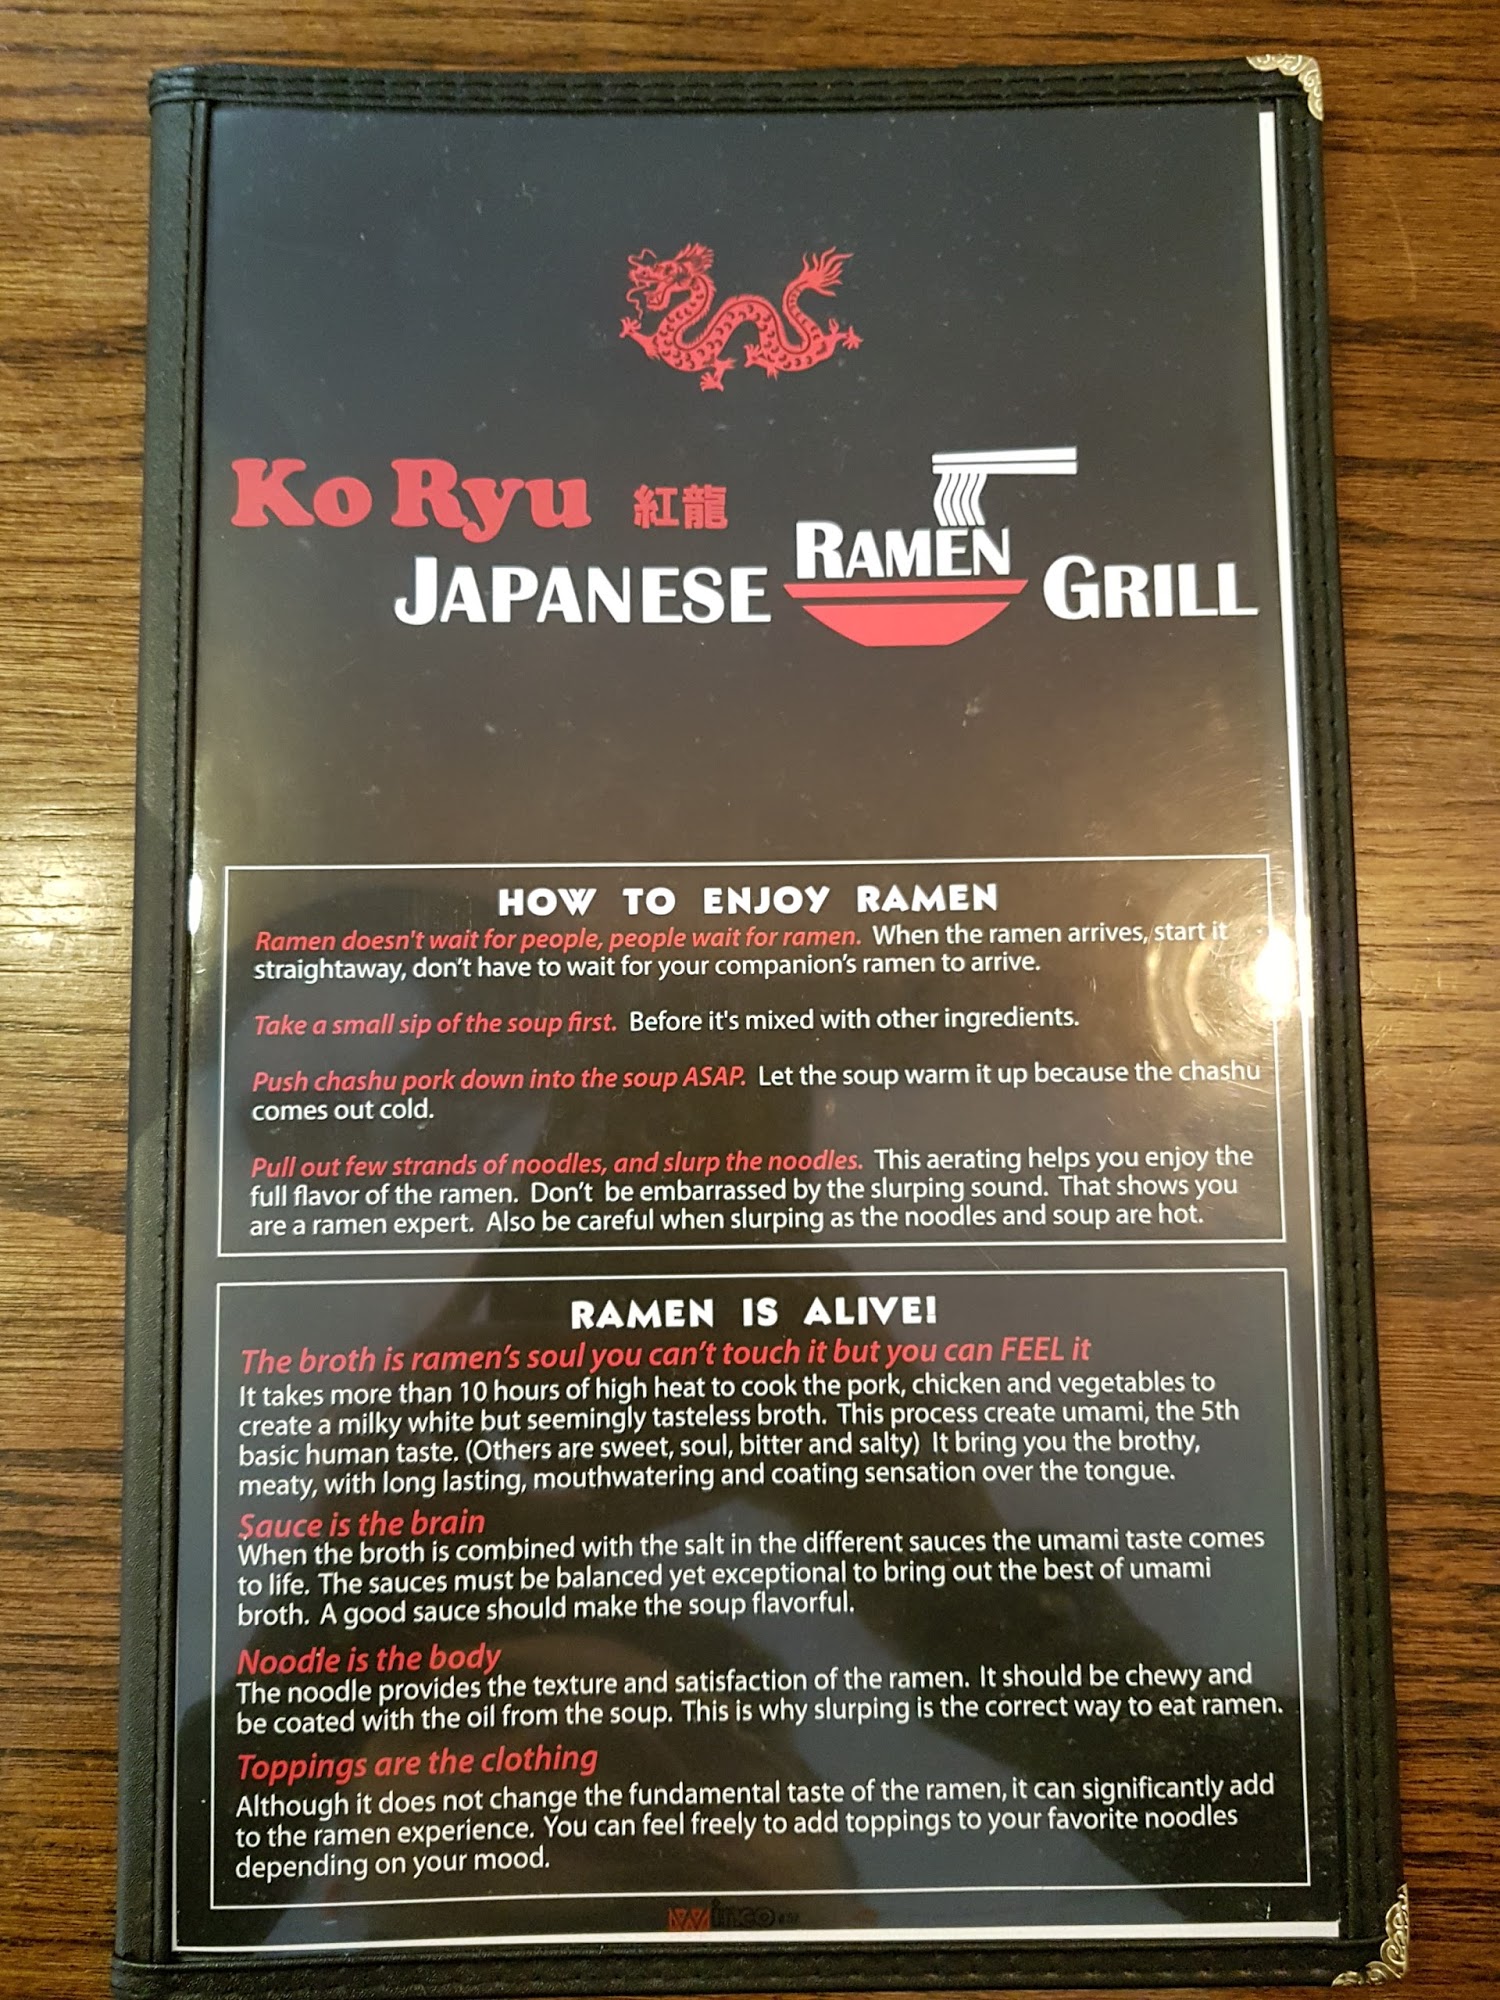 Ko Ryu 紅龍
JAPANESE RAMEN GRILL
HOW TO ENJOY RAMEN
Ramen doesn't wait for people, people wait for ramen. When the ramen arrives, start it
straightaway, don't have to wait for your companion's ramen to arrive.
Take a small sip of the soup first. Before it's mixed with other ingredients.
Push chashu pork down into the soup ASAP. Let the soup warm it up because the chashu
comes out cold.
Pull out few strands of noodles, and slurp the noodles. This aerating helps you enjoy the
full flavor of the ramen. Don't be embarrassed by the slurping sound. That shows you
are a ramen expert. Also be careful when slurping as the noodles and soup are hot.
RAMEN IS ALIVE!
The broth is ramen's soul you can't touch it but you can FEEL it
It takes more than 10 hours of high heat to cook the pork, chicken and vegetables to
create a milky white but seemingly tasteless broth. This process create umami, the 5th
basic human taste. (Others are sweet, soul, bitter and salty) It bring you the brothy,
meaty, with long lasting, mouthwatering and coating sensation over the tongue.
Sauce is the brain
When the broth is combined with the salt in the different sauces the umami taste comes
to life. The sauces must be balanced yet exceptional to bring out the best of umami
broth. A good sauce should make the soup flavorful.
Noodle is the body
The noodle provides the texture and satisfaction of the ramen. It should be chewy and
be coated with the oil from the soup. This is why slurping is the correct way to eat ramen.
Toppings are the clothing
Although it does not change the fundamental taste of the ramen, it can significantly add
to the ramen experience. You can feel freely to add toppings to your favorite noodles
depending on your mood.
Winco